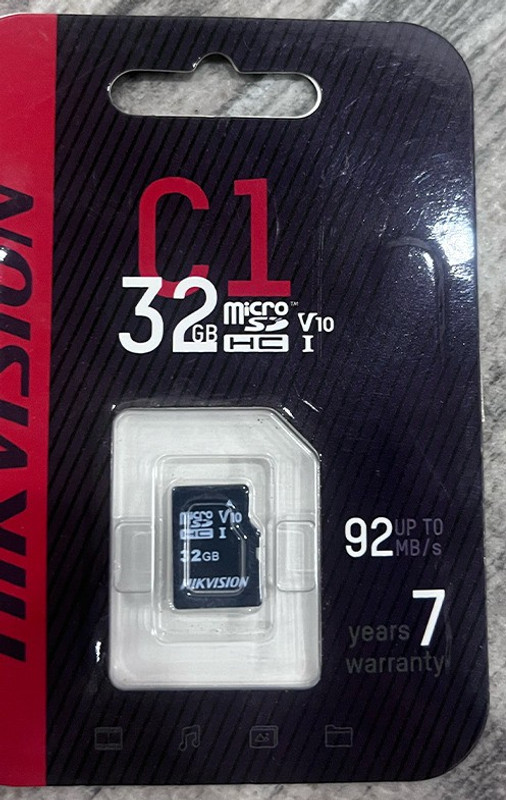 HIKVISION
C1
32GB micro SD HC™ V10 I
micro SD HC V10 I
32GB
HIKVISION
92 UP TO MB/s
7 years warranty